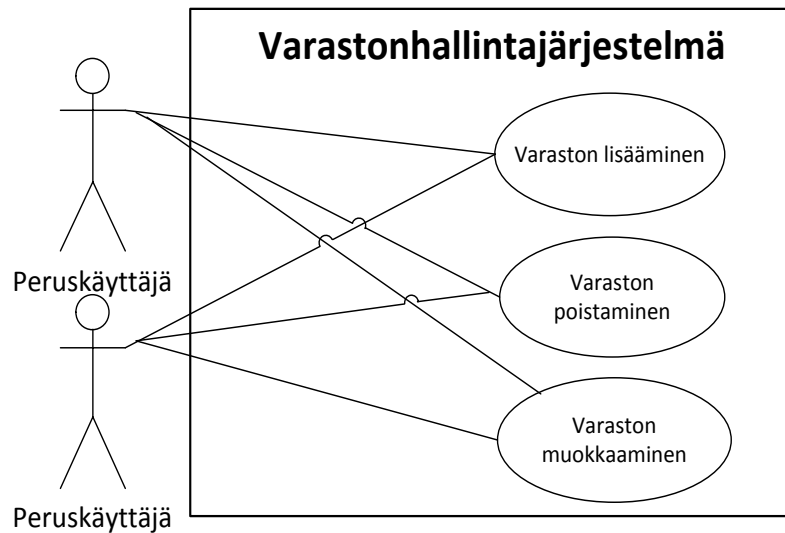 Varastonhallintajärjestelmä
Varaston lisääminen
Peruskäyttäjä
Varaston
poistaminen
Varaston
muokkaaminen
Peruskäyttäjä